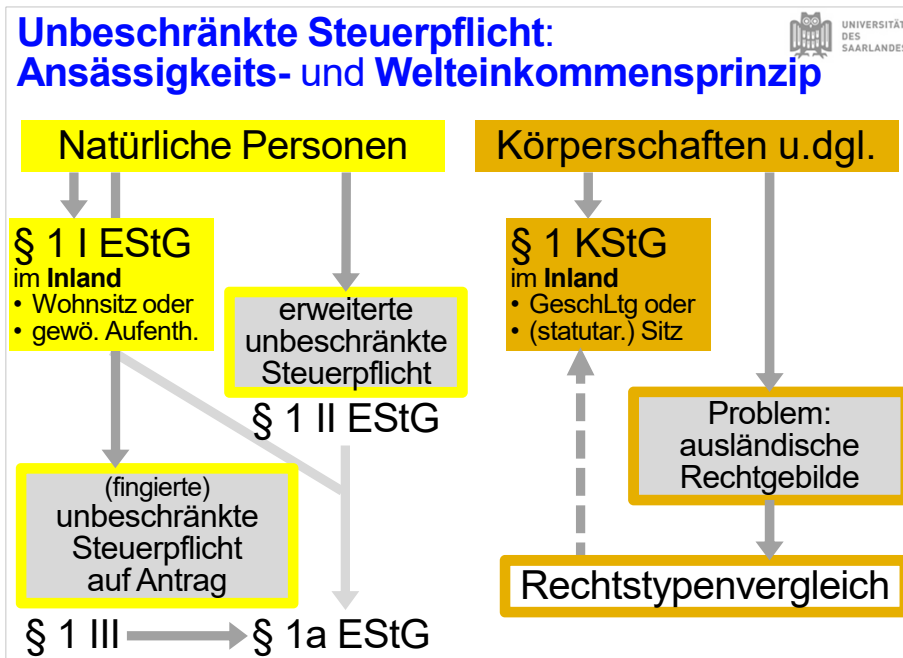 Unbeschränkte Steuerpflicht:
Ansässigkeits- und Welteinkommensprinzip
UNIVERSITÄT
DES
SAARLANDES
Natürliche Personen
§ 1 I EStG
im Inland
• Wohnsitz oder
• gewö. Aufenth.
erweiterte
unbeschränkte
Steuerpflicht
§ 1 II EStG
(fingierte)
unbeschränkte
Steuerpflicht
auf Antrag
§ 1 III
§ 1a EStG
Körperschaften u.dgl.
§ 1 KStG
im Inland
• GeschLtg oder
• (statutar.) Sitz
Problem:
ausländische
Rechtgebilde
Rechtstypenvergleich